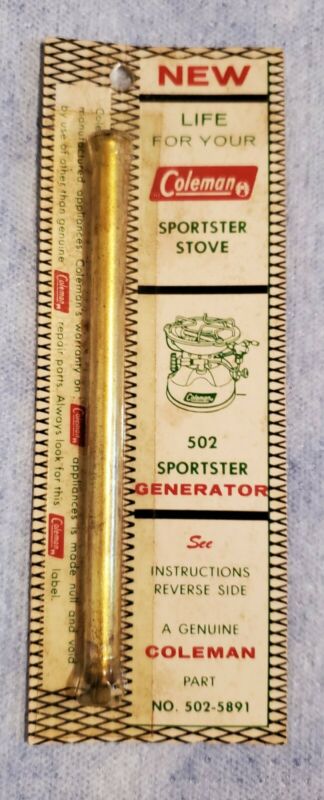 NEW
LIFE
FOR YOUR
Coleman
SPORTSTER
STOVE
502
SPORTSTER
GENERATOR
See
INSTRUCTIONS
REVERSE SIDE
A GENUINE
COLEMAN
PART
NO. 502-5891
manufactured appliances. Coleman's warranty on Coleman appliances is made null and void
by use of other than genuine Coleman repair parts. Always look for this Coleman label.